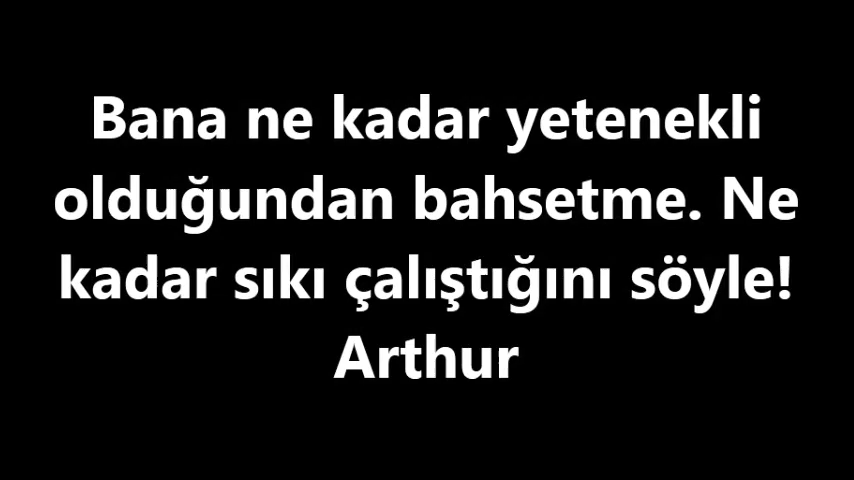 Bana ne kadar yetenekli
olduğundan bahsetme. Ne
kadar sıkı çalıştığını söyle!
Arthur